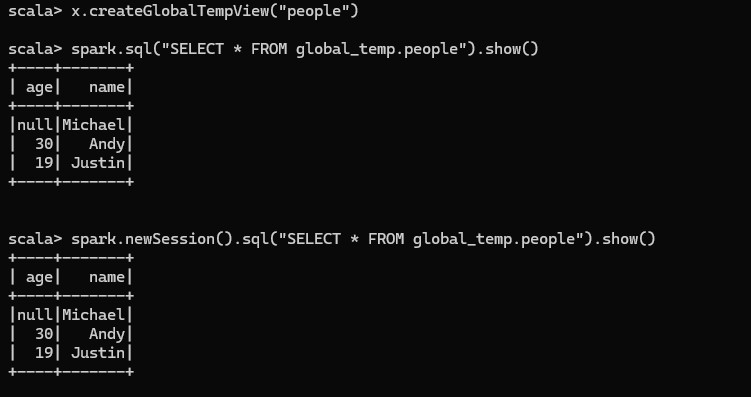 scala> x.createGlobalTempView("people")
scala> spark.sql("SELECT * FROM global_temp.people").show()
+----+-------+
| age|   name|
+----+-------+
|null|Michael|
|  30|   Andy|
|  19| Justin|
+----+-------+
scala> spark.newSession().sql("SELECT * FROM global_temp.people").show()
+----+-------+
| age|   name|
+----+-------+
|null|Michael|
|  30|   Andy|
|  19| Justin|
+----+-------+